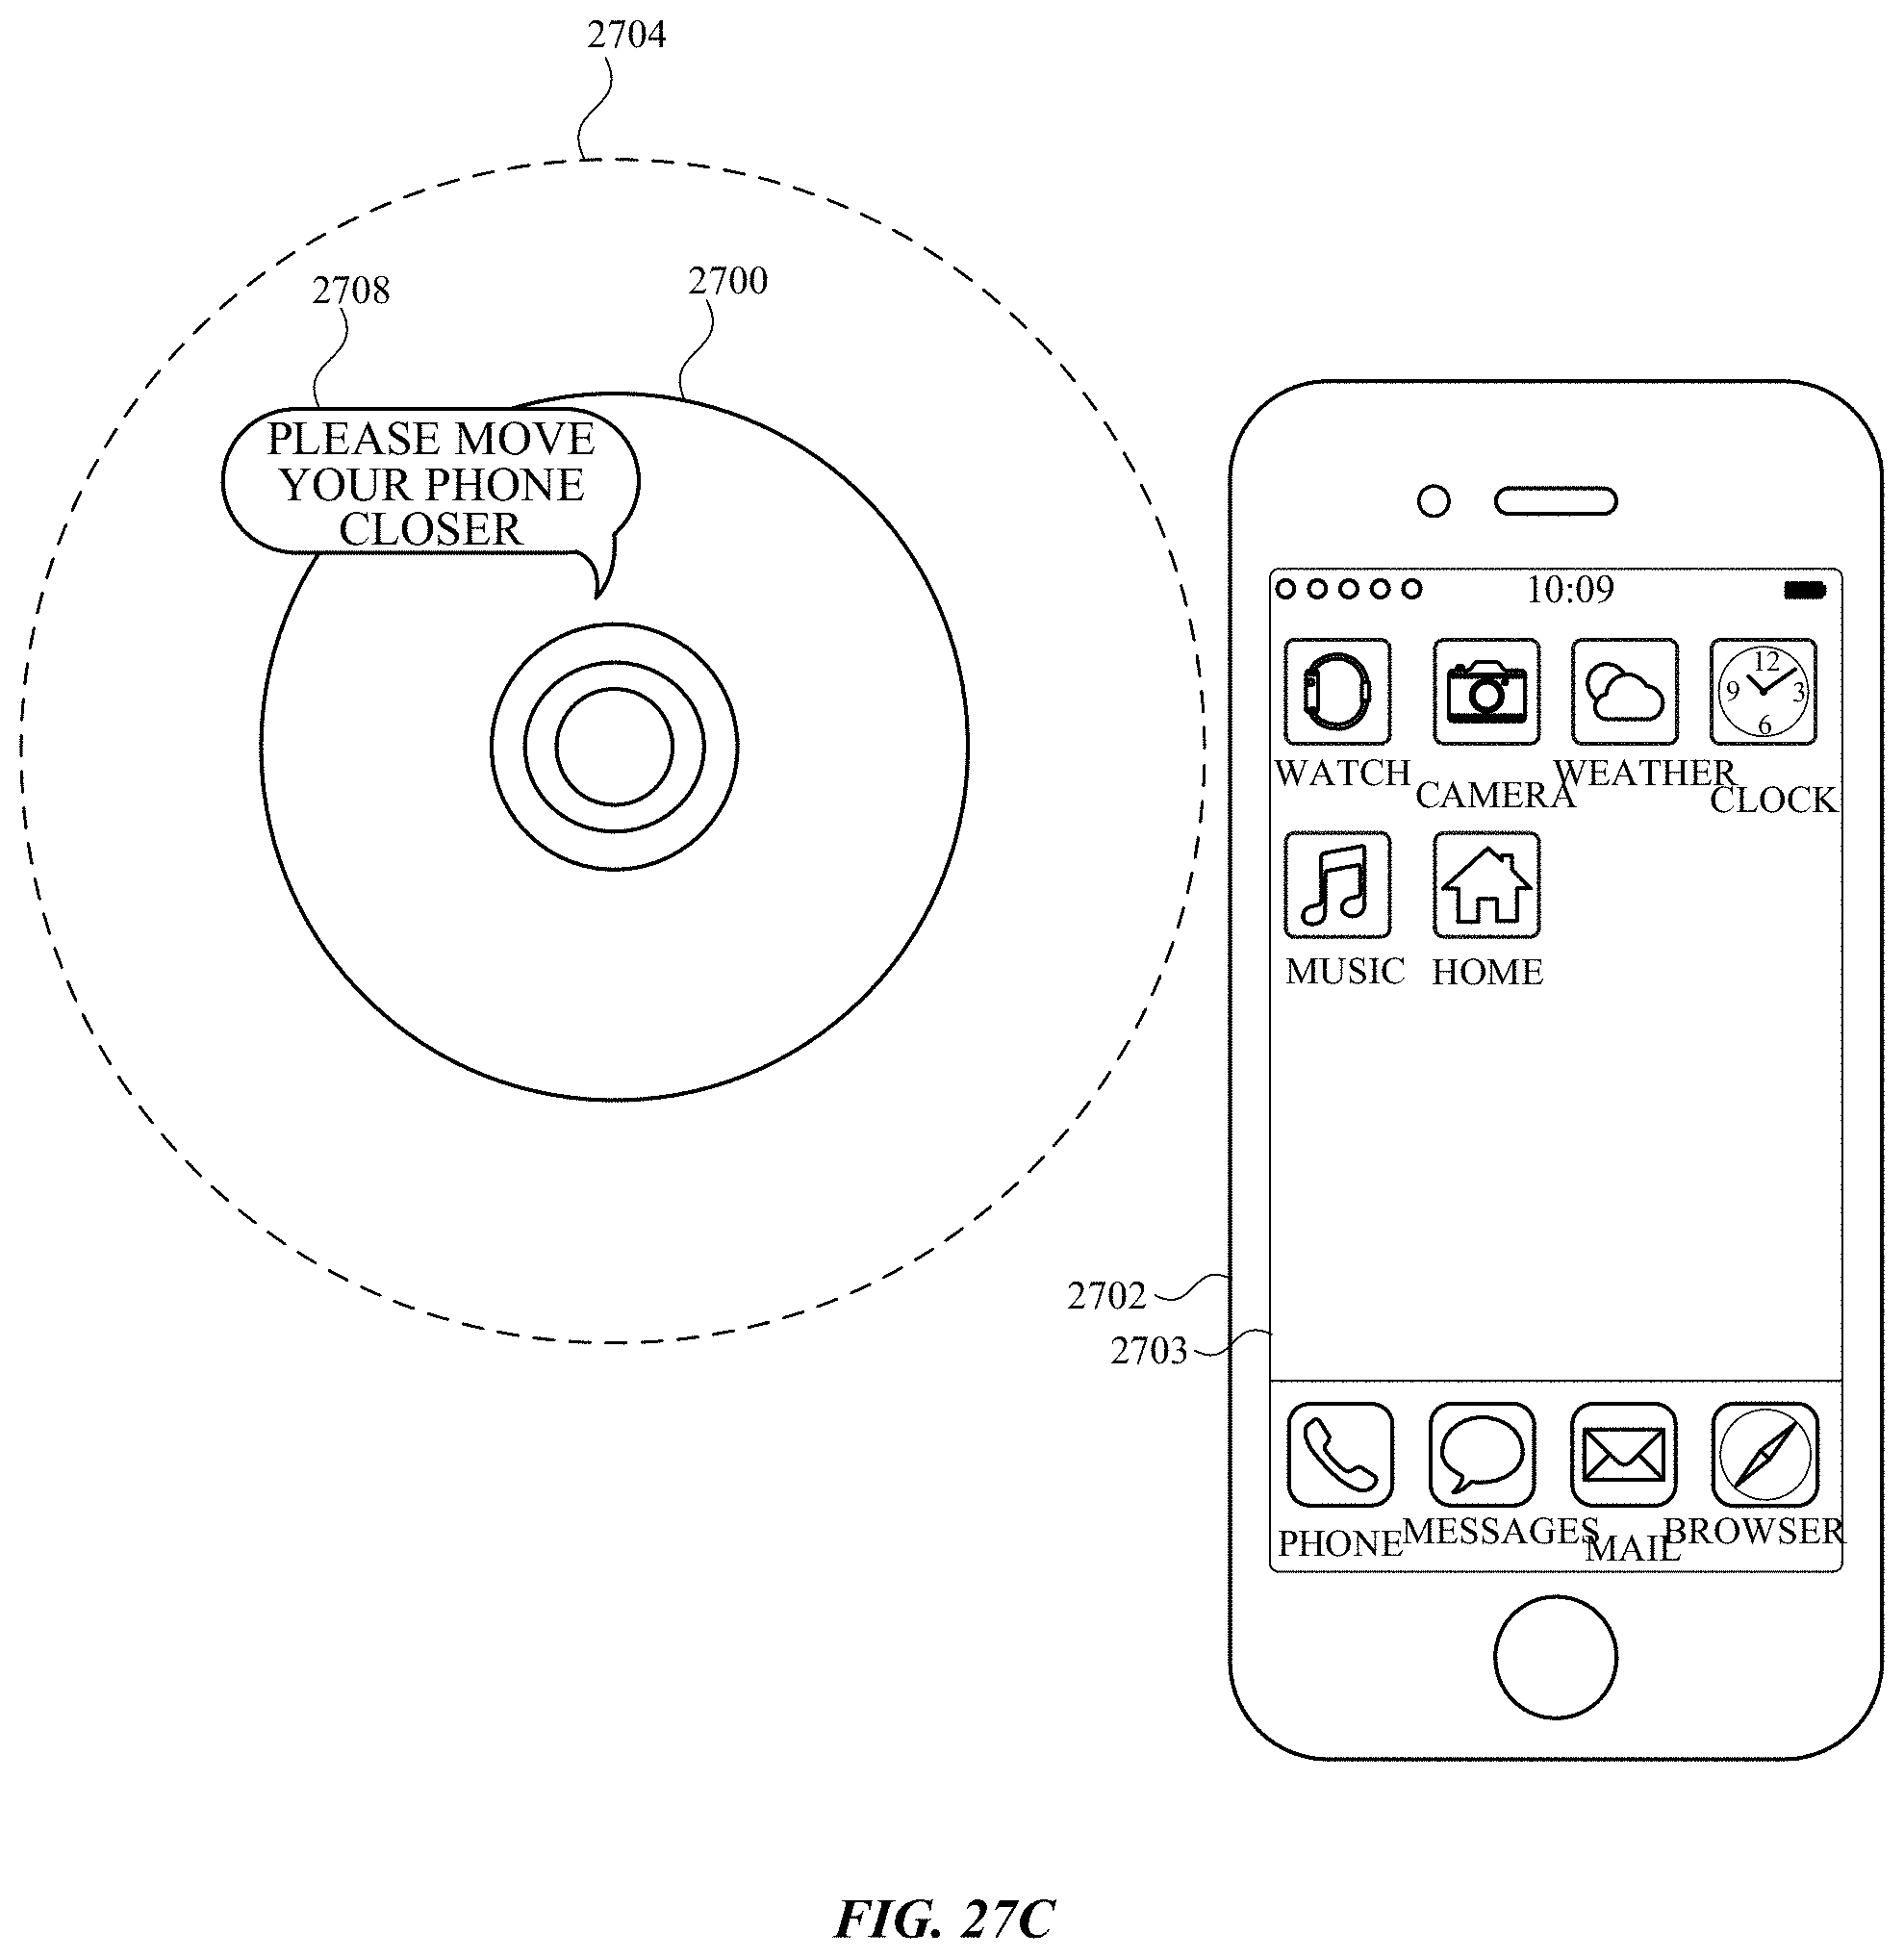 2704
2708
2700
PLEASE MOVE
YOUR PHONE
CLOSER
10:09
12
9
3
6
WATCH
CAMERA
WEATHER
CLOCK
MUSIC
HOME
2702
2703
PHONE
MESSAGES
MAIL
BROWSER
FIG. 27C